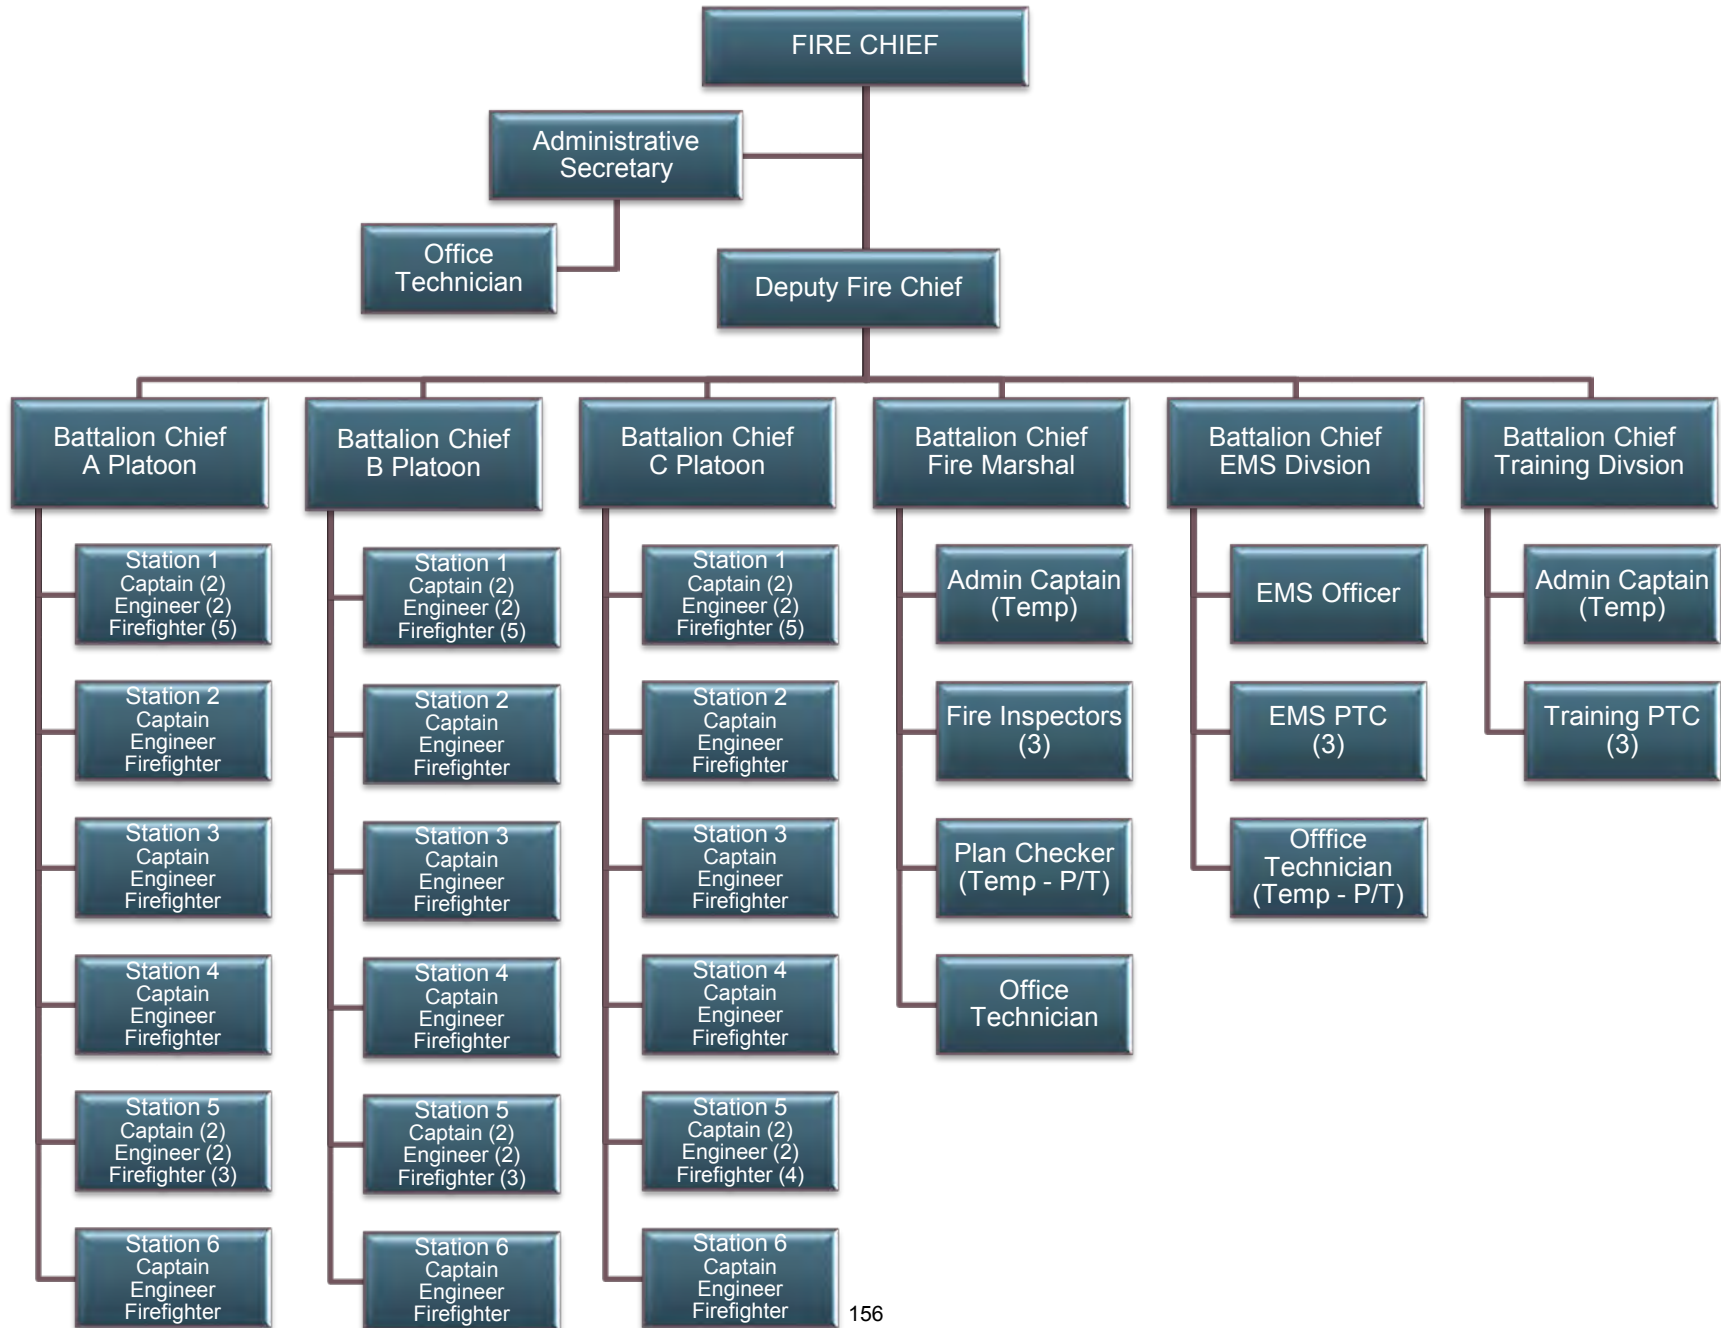 FIRE CHIEF
Administrative
Secretary
Office
Technician
Deputy Fire Chief
Battalion Chief
A Platoon
Station 1
Captain (2)
Engineer (2)
Firefighter (5)
Station 2
Captain
Engineer
Firefighter
Station 3
Captain
Engineer
Firefighter
Station 4
Captain
Engineer
Firefighter
Station 5
Captain (2)
Engineer (2)
Firefighter (3)
Station 6
Captain
Engineer
Firefighter
Battalion Chief
B Platoon
Station 1
Captain (2)
Engineer (2)
Firefighter (5)
Station 2
Captain
Engineer
Firefighter
Station 3
Captain
Engineer
Firefighter
Station 4
Captain
Engineer
Firefighter
Station 5
Captain (2)
Engineer (2)
Firefighter (3)
Station 6
Captain
Engineer
Firefighter
Battalion Chief
C Platoon
Station 1
Captain (2)
Engineer (2)
Firefighter (5)
Station 2
Captain
Engineer
Firefighter
Station 3
Captain
Engineer
Firefighter
Station 4
Captain
Engineer
Firefighter
Station 5
Captain (2)
Engineer (2)
Firefighter (4)
Station 6
Captain
Engineer
Firefighter
Battalion Chief
Fire Marshal
Admin Captain
(Temp)
Fire Inspectors
(3)
Plan Checker
(Temp - P/T)
Office
Technician
Battalion Chief
EMS Divsion
EMS Officer
EMS PTC
(3)
Offfice
Technician
(Temp - P/T)
Battalion Chief
Training Divsion
Admin Captain
(Temp)
Training PTC
(3)
156